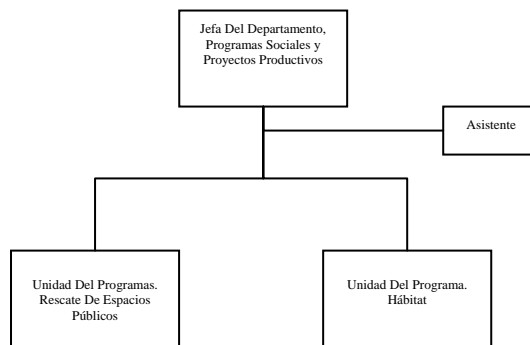 Jefa Del Departamento,
Programas Sociales y
Proyectos Productivos
Asistente
Unidad Del Programas.
Rescate De Espacios
Públicos
Unidad Del Programa.
Hábitat